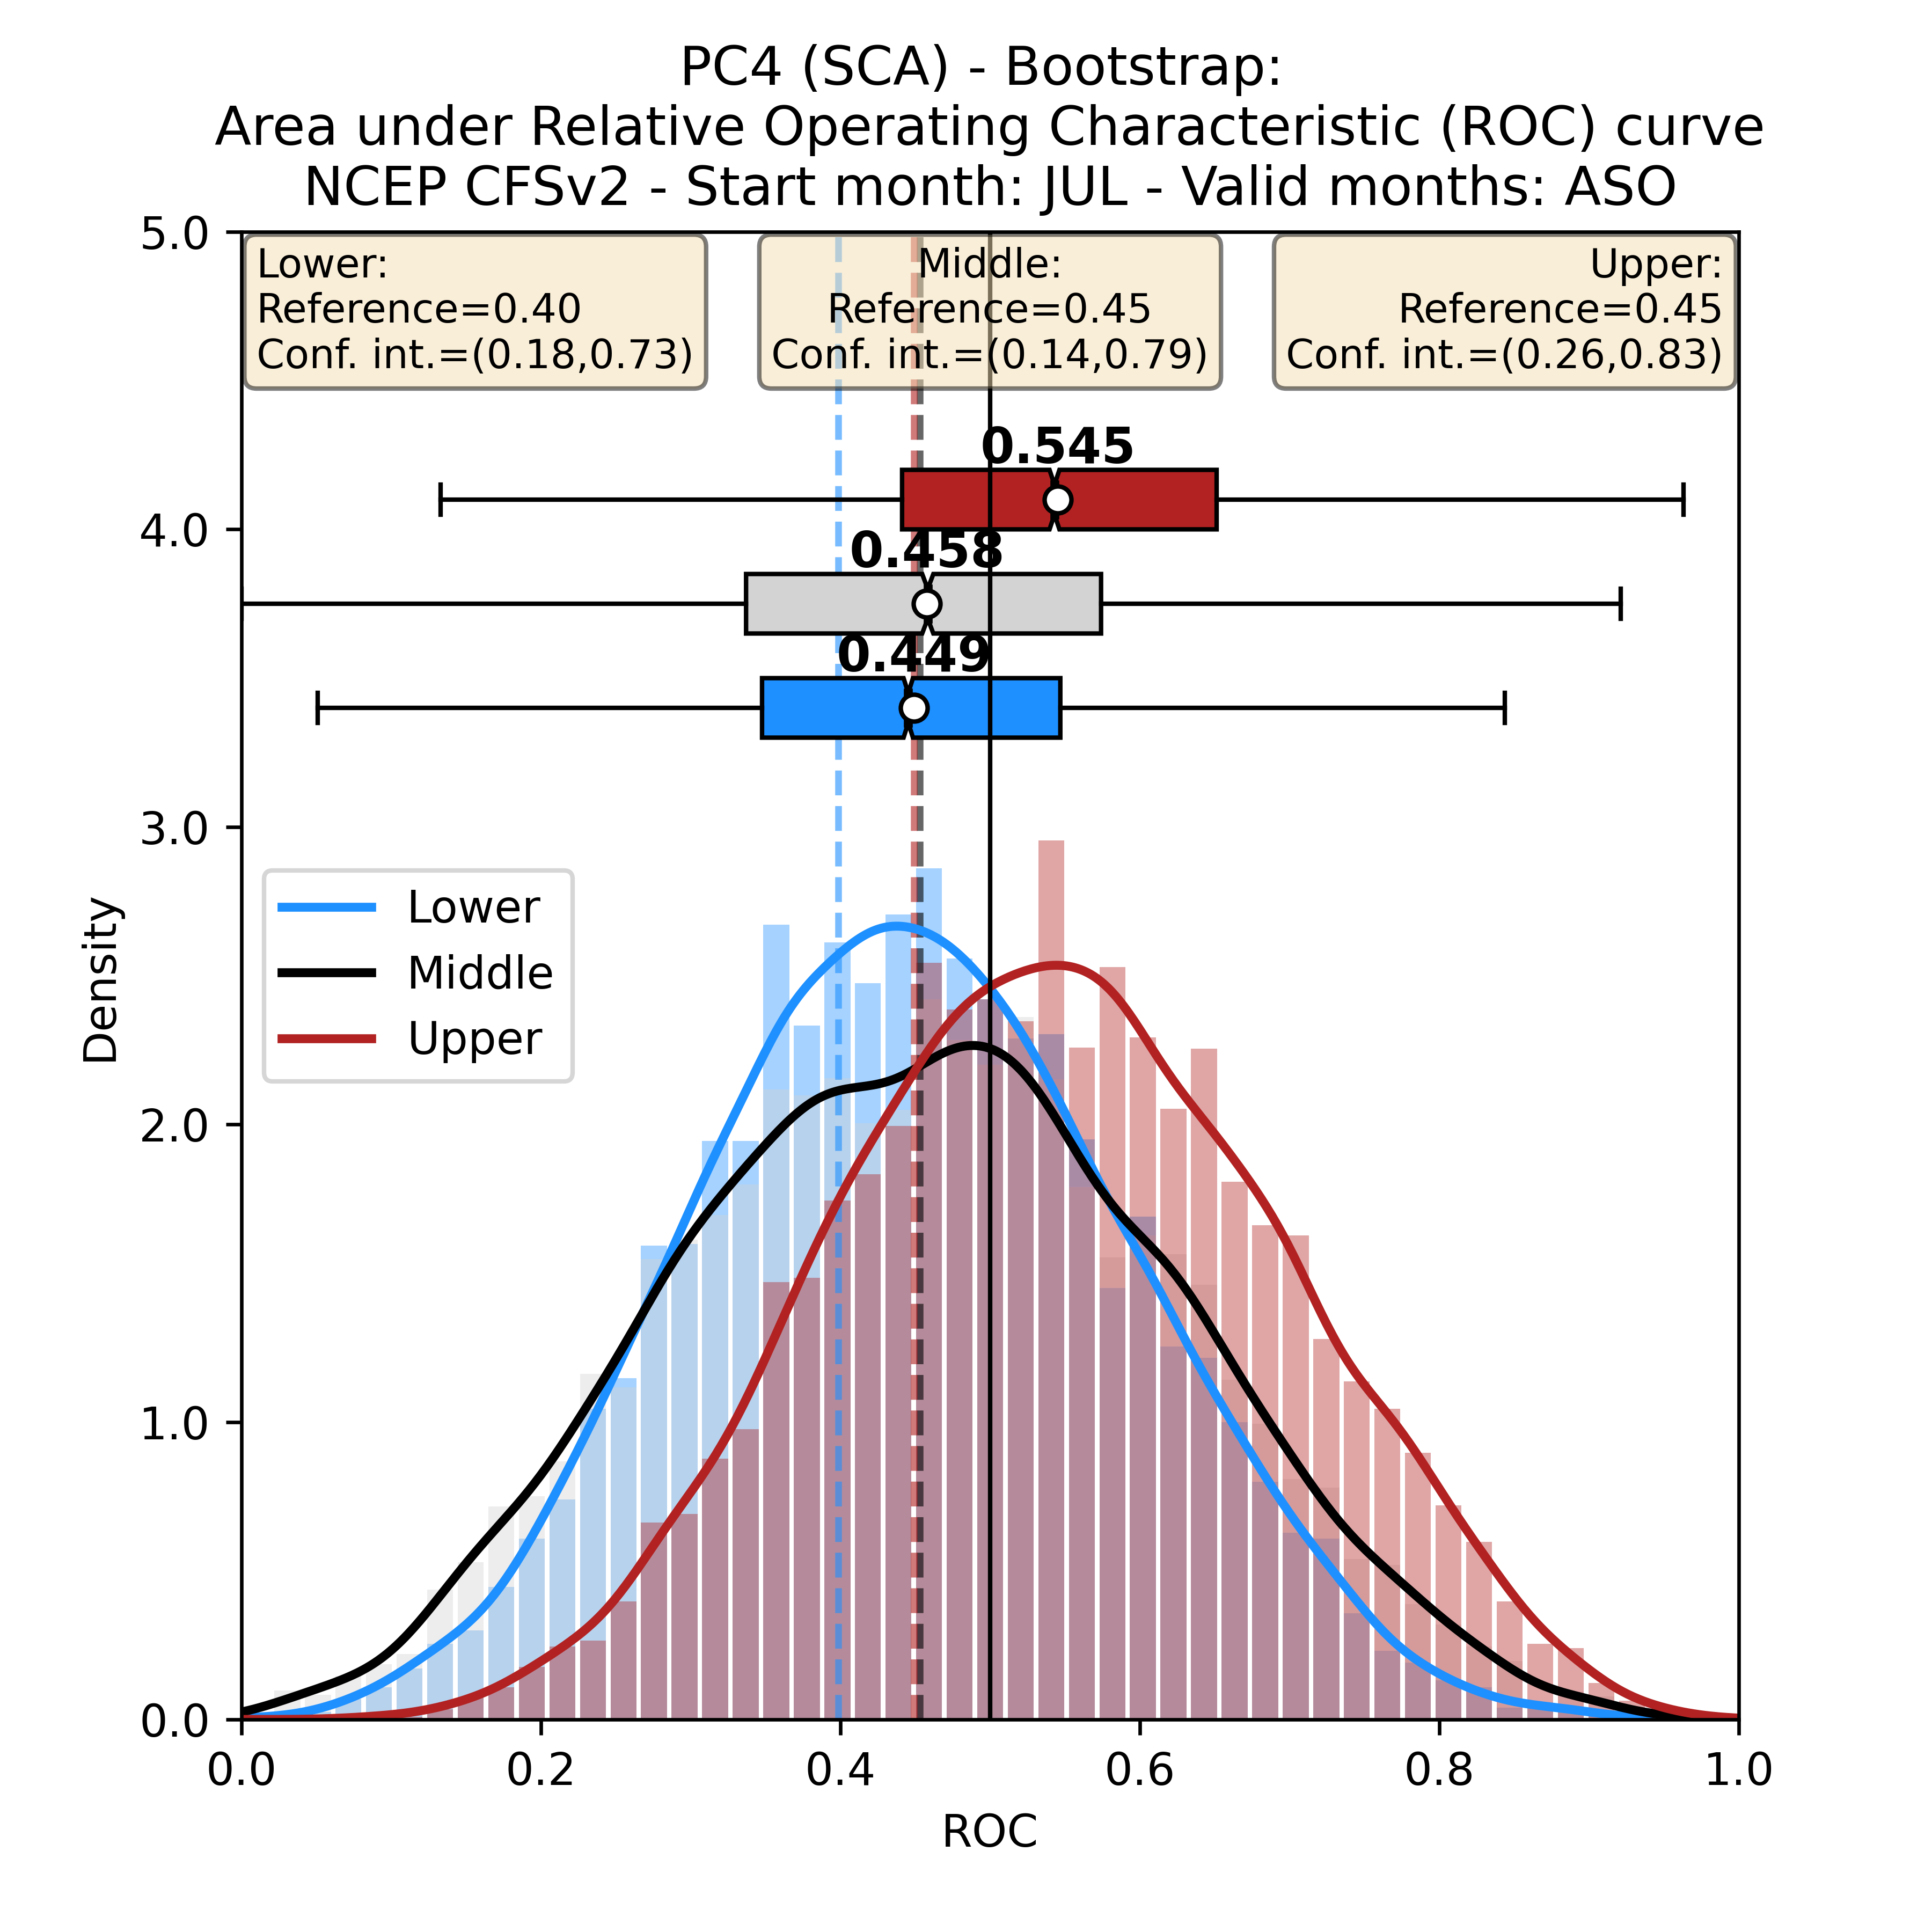 PC4 (SCA) - Bootstrap:
Area under Relative Operating Characteristic (ROC) curve
NCEP CFSv2 - Start month: JUL - Valid months: ASO
Lower:
Reference=0.40
Conf. int.=(0.18,0.73)
Middle:
Reference=0.45
Conf. int.=(0.14,0.79)
Upper:
Reference=0.45
Conf. int.=(0.26,0.83)
0.545
0.458
0.449
5.0
4.0
3.0
2.0
1.0
0.0
Density
Lower
Middle
Upper
0.0 0.2 0.4 0.6 0.8 1.0
ROC